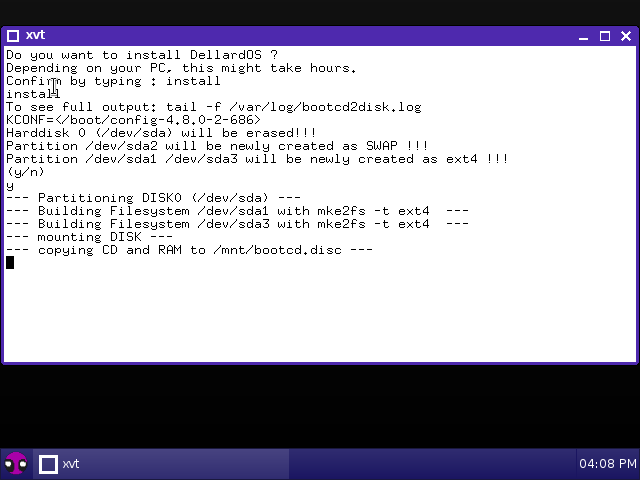 xvt
Do you want to install DellardOS ?
Depending on your PC, this might take hours.
Confirm by typing : install
install
To see full output: tail -f /var/log/bootcd2disk.log
KCONF=</boot/config-4.8.0-2-686>
Harddisk 0 (/dev/sda) will be erased!!!
Partition /dev/sda2 will be newly created as SWAP !!!
Partition /dev/sda1 /dev/sda3 will be newly created as ext4 !!!
(y/n)
y
--- Partitioning DISK0 (/dev/sda) ---
--- Building Filesystem /dev/sda1 with mke2fs -t ext4  ---
--- Building Filesystem /dev/sda3 with mke2fs -t ext4  ---
--- mounting DISK ---
--- copying CD and RAM to /mnt/bootcd.disc ---
xvt
04:08 PM